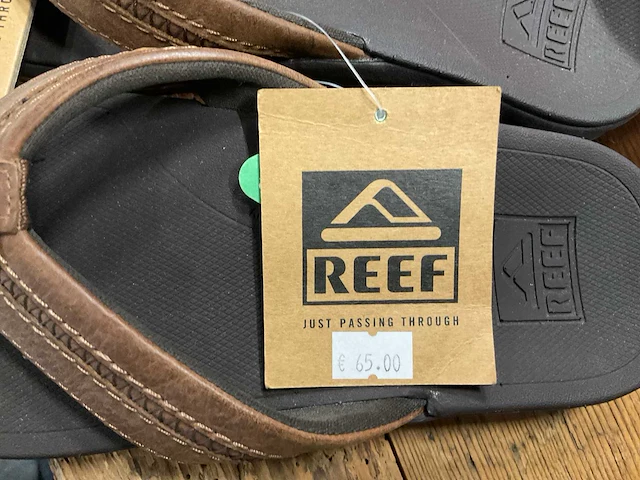 REEF
JUST PASSING THROUGH
€ 65.00
REEF
REEF